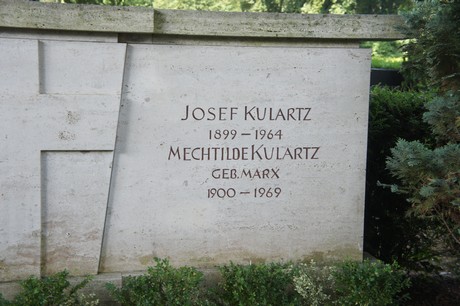 JOSEF KULARTZ
1899 – 1964
MECHTILDE KULARTZ
GEB. MARX
1900 – 1969